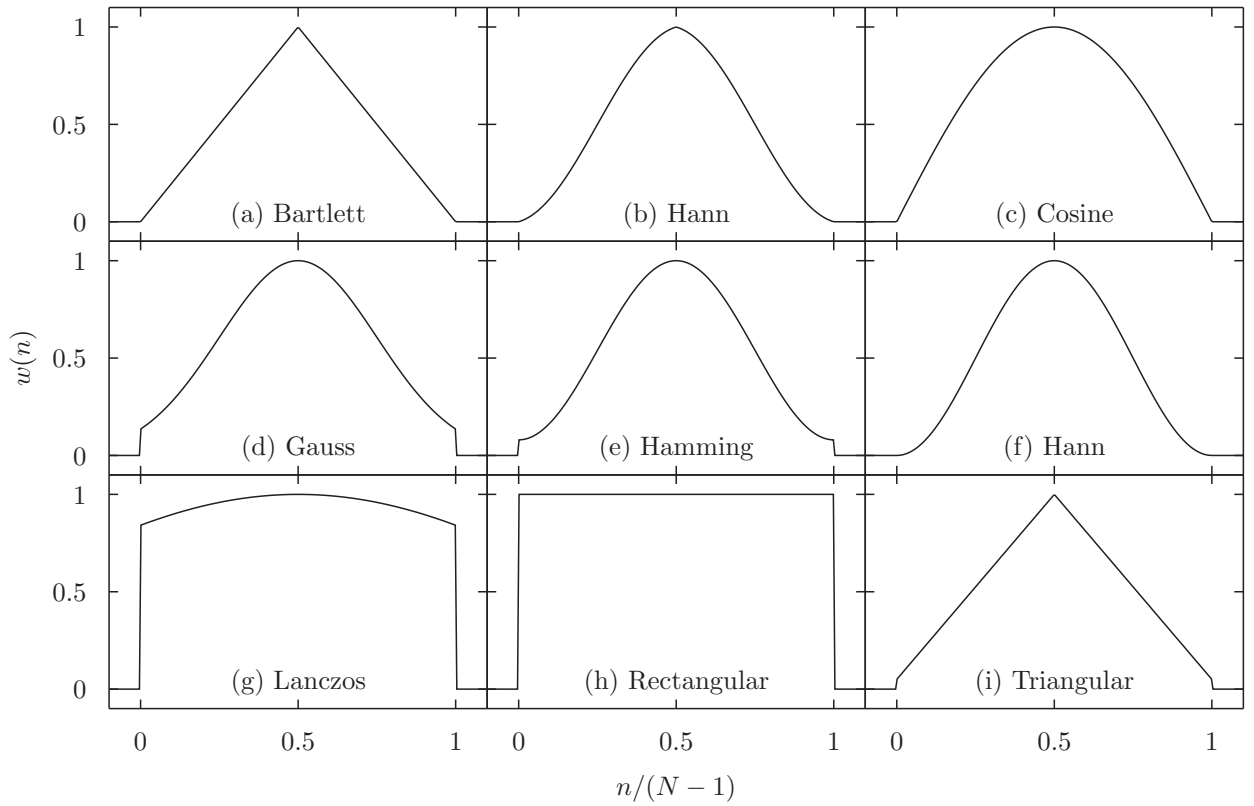 1
0.5
0
(a) Bartlett
(b) Hann
(c) Cosine
1
0.5
0
w(n)
(d) Gauss
(e) Hamming
(f) Hann
1
0.5
0
(g) Lanczos
(h) Rectangular
(i) Triangular
0 0.5 1 0 0.5 1 0 0.5 1
n/(N − 1)